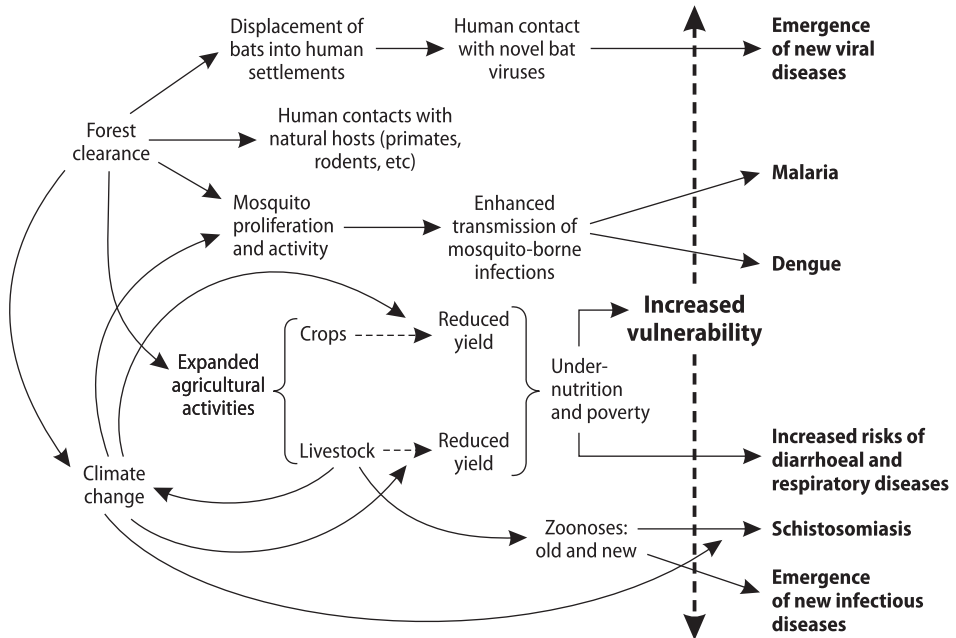 Displacement of
bats into human
settlements
Human contact
with novel bat
viruses
Emergence
of new viral
diseases
Forest
clearance
Human contacts with
natural hosts (primates,
rodents, etc)
Mosquito
proliferation
and activity
Enhanced
transmission of
mosquito-borne
infections
Malaria
Dengue
Expanded
agricultural
activities
Crops
Reduced
yield
Livestock
Reduced
yield
Under-
nutrition
and poverty
Increased
vulnerability
Increased risks of
diarrhoeal and
respiratory diseases
Climate
change
Zoonoses:
old and new
Schistosomiasis
Emergence
of new infectious
diseases